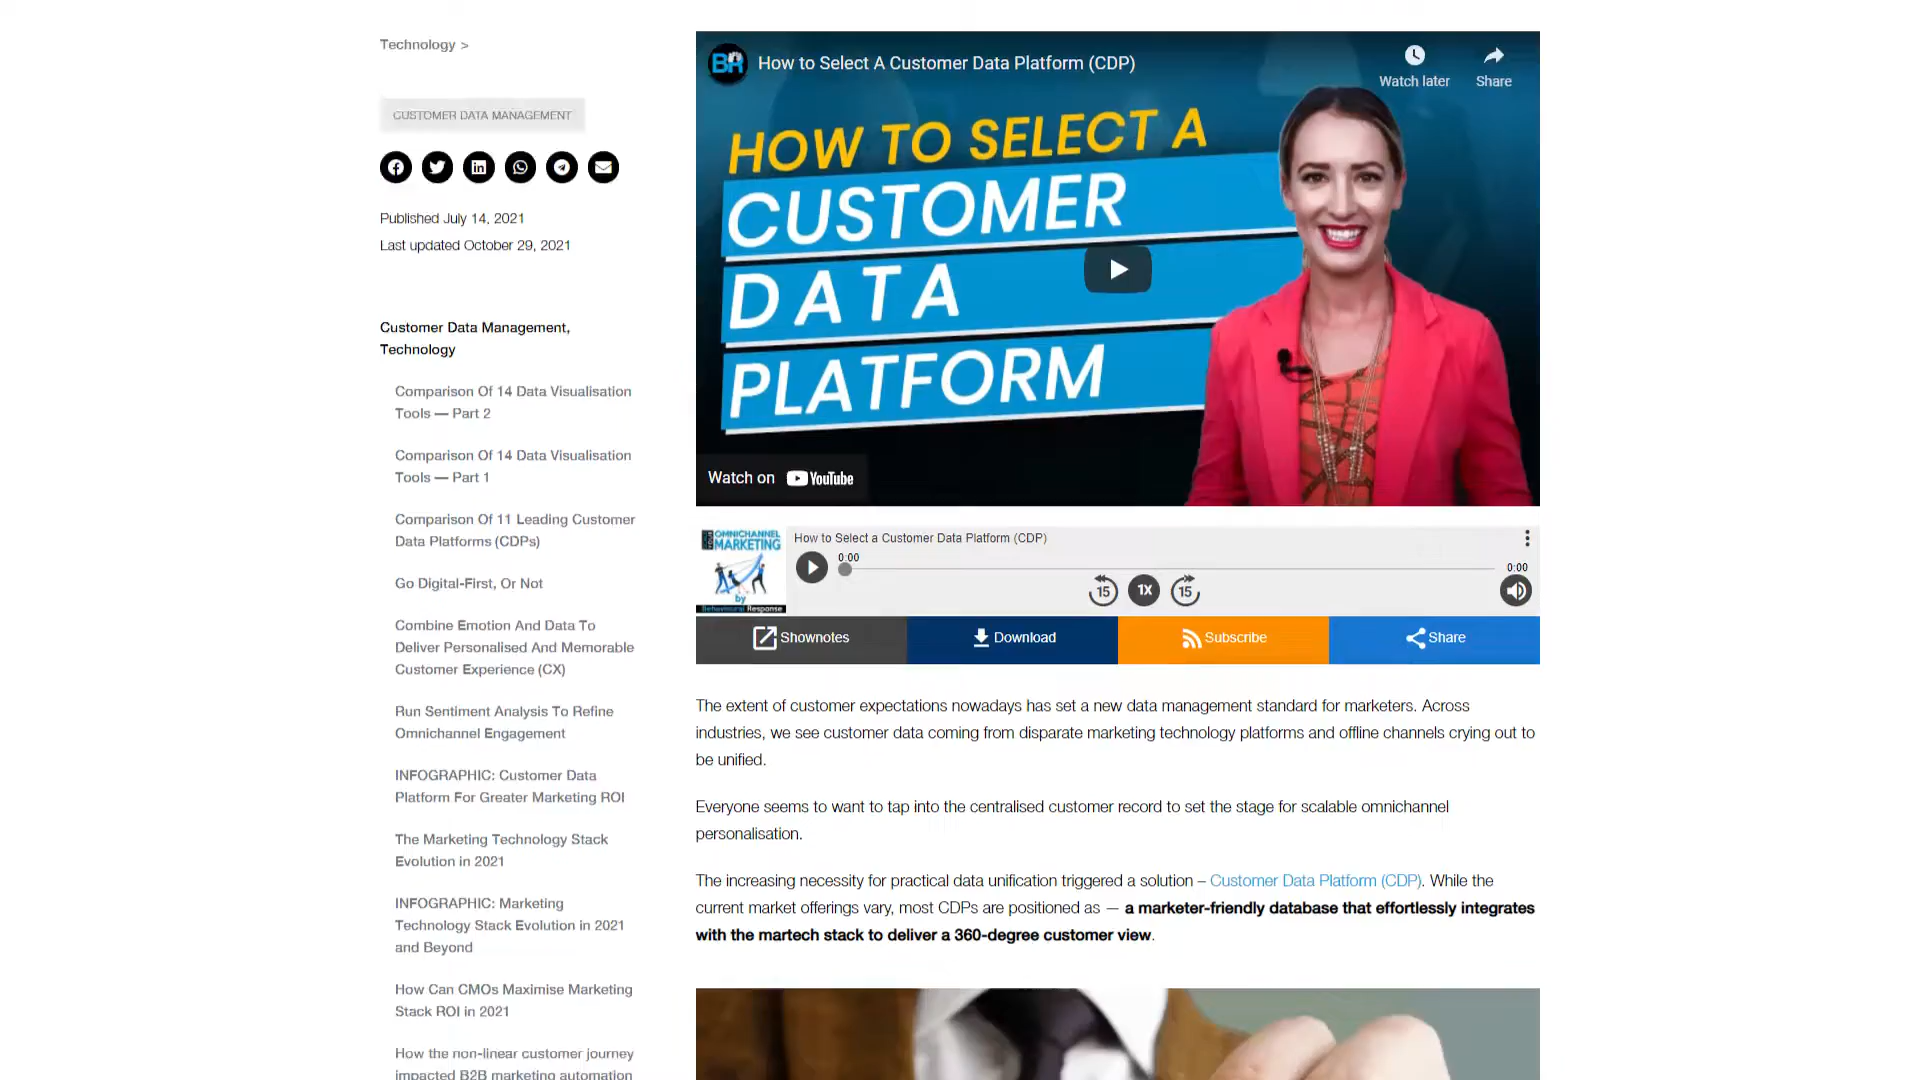 Technology >
CUSTOMER DATA MANAGEMENT
Published July 14, 2021
Last updated October 29, 2021
Customer Data Management,
Technology
Comparison Of 14 Data Visualisation
Tools — Part 2
Comparison Of 14 Data Visualisation
Tools — Part 1
Comparison Of 11 Leading Customer
Data Platforms (CDPs)
Go Digital-First, Or Not
Combine Emotion And Data To
Deliver Personalised And Memorable
Customer Experience (CX)
Run Sentiment Analysis To Refine
Omnichannel Engagement
INFOGRAPHIC: Customer Data
Platform For Greater Marketing ROI
The Marketing Technology Stack
Evolution in 2021
INFOGRAPHIC: Marketing
Technology Stack Evolution in 2021
and Beyond
How Can CMOs Maximise Marketing
Stack ROI in 2021
How the non-linear customer journey
impacted B2B marketing automation
BR
How to Select A Customer Data Platform (CDP)
Watch later
Share
HOW TO SELECT A
CUSTOMER
DATA
PLATFORM
Watch on YouTube
OMNICHANNEL
MARKETING
by
Behavioural Response
How to Select a Customer Data Platform (CDP)
0:00
0:00
15
1X
15
Shownotes
Download
Subscribe
Share
The extent of customer expectations nowadays has set a new data management standard for marketers. Across
industries, we see customer data coming from disparate marketing technology platforms and offline channels crying out to
be unified.
Everyone seems to want to tap into the centralised customer record to set the stage for scalable omnichannel
personalisation.
The increasing necessity for practical data unification triggered a solution – Customer Data Platform (CDP). While the
current market offerings vary, most CDPs are positioned as — a marketer-friendly database that effortlessly integrates
with the martech stack to deliver a 360-degree customer view.